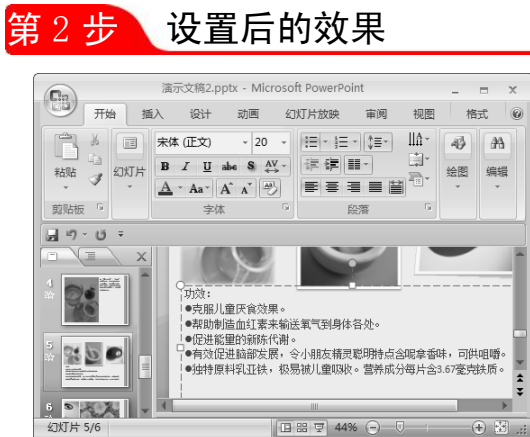 第 2 步 设置后的效果
演示文稿2.pptx - Microsoft PowerPoint
开始 插入 设计 动画 幻灯片放映 审阅 视图 格式
宋体 (正文) 20
粘贴 幻灯片 B I U abe S AV 绘图 编辑
A Aa A A
剪贴板 字体 段落
4
功效：
●克服儿童厌食效果。
●帮助制造血红素来输送氧气到身体各处。
●促进能量的新陈代谢。
5
●有效促进脑部发展，令小朋友精灵聪明特点含呢拿香味，可供咀嚼。
●独特原料乳亚铁，极易被儿童吸收。营养成分每片含3.67毫克铁质。
6
幻灯片 5/6 44%